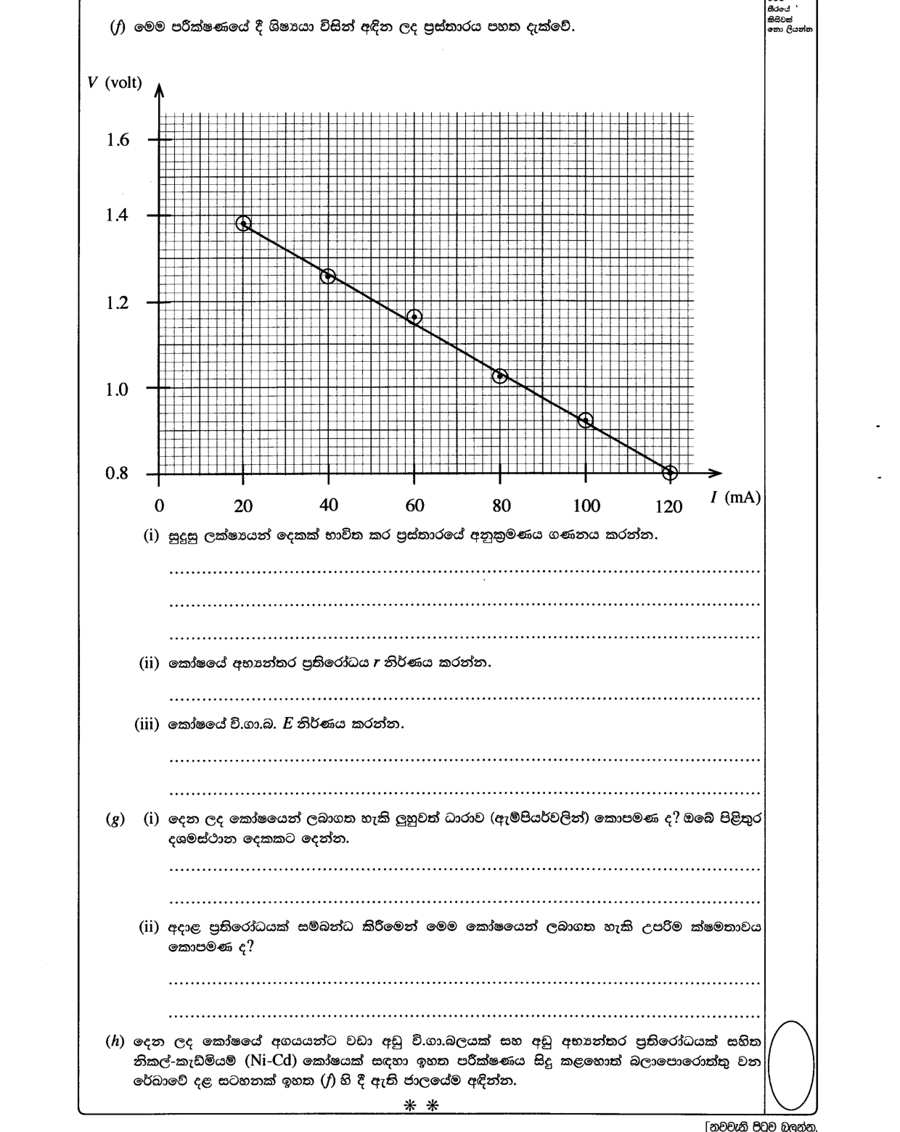 තීරයේ
කිසිවක්
නො ලියන්න
(f) මෙම පරීක්ෂණයේ දී ශිෂ්‍යයා විසින් අඳින ලද ප්‍රස්තාරය පහත දැක්වේ.
V (volt)
1.6
1.4
1.2
1.0
0.8
0 20 40 60 80 100 120 I (mA)
(i) සුදුසු ලක්ෂ්‍යයන් දෙකක් භාවිත කර ප්‍රස්තාරයේ අනුක්‍රමණය ගණනය කරන්න.
(ii) කෝෂයේ අභ්‍යන්තර ප්‍රතිරෝධය r නිර්ණය කරන්න.
(iii) කෝෂයේ වි.ගා.බ. E නිර්ණය කරන්න.
(g) (i) දෙන ලද කෝෂයෙන් ලබාගත හැකි ලුහුවත් ධාරාව (ඇම්පියර්වලින්) කොපමණ ද? ඔබේ පිළිතුර
දශමස්ථාන දෙකකට දෙන්න.
(ii) අදාළ ප්‍රතිරෝධයක් සම්බන්ධ කිරීමෙන් මෙම කෝෂයෙන් ලබාගත හැකි උපරිම ක්ෂමතාවය
කොපමණ ද?
(h) දෙන ලද කෝෂයේ අගයයන්ට වඩා අඩු වි.ගා.බලයක් සහ අඩු අභ්‍යන්තර ප්‍රතිරෝධයක් සහිත
නිකල්-කැඩ්මියම් (Ni-Cd) කෝෂයක් සඳහා ඉහත පරීක්ෂණය සිදු කළහොත් බලාපොරොත්තු වන
රේඛාවේ දළ සටහනක් ඉහත (f) හි දී ඇති ජාලයේම අඳින්න.
* *
[නවවැනි පිටුව බලන්න.